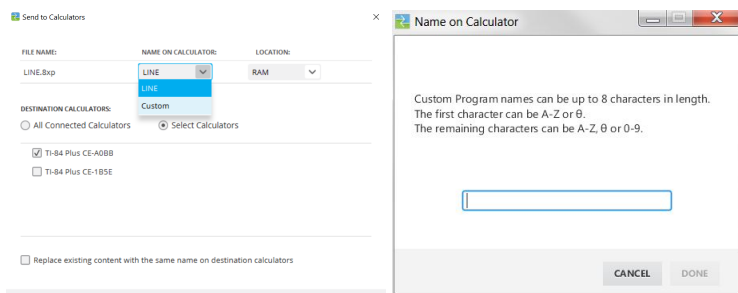 Send to Calculators
FILE NAME: NAME ON CALCULATOR: LOCATION:
LINE.8xp LINE RAM
LINE
Custom
DESTINATION CALCULATORS:
All Connected Calculators Select Calculators
TI-84 Plus CE-A0BB
TI-84 Plus CE-1B5E
Replace existing content with the same name on destination calculators
Name on Calculator
Custom Program names can be up to 8 characters in length.
The first character can be A-Z or θ.
The remaining characters can be A-Z, θ or 0-9.
CANCEL DONE